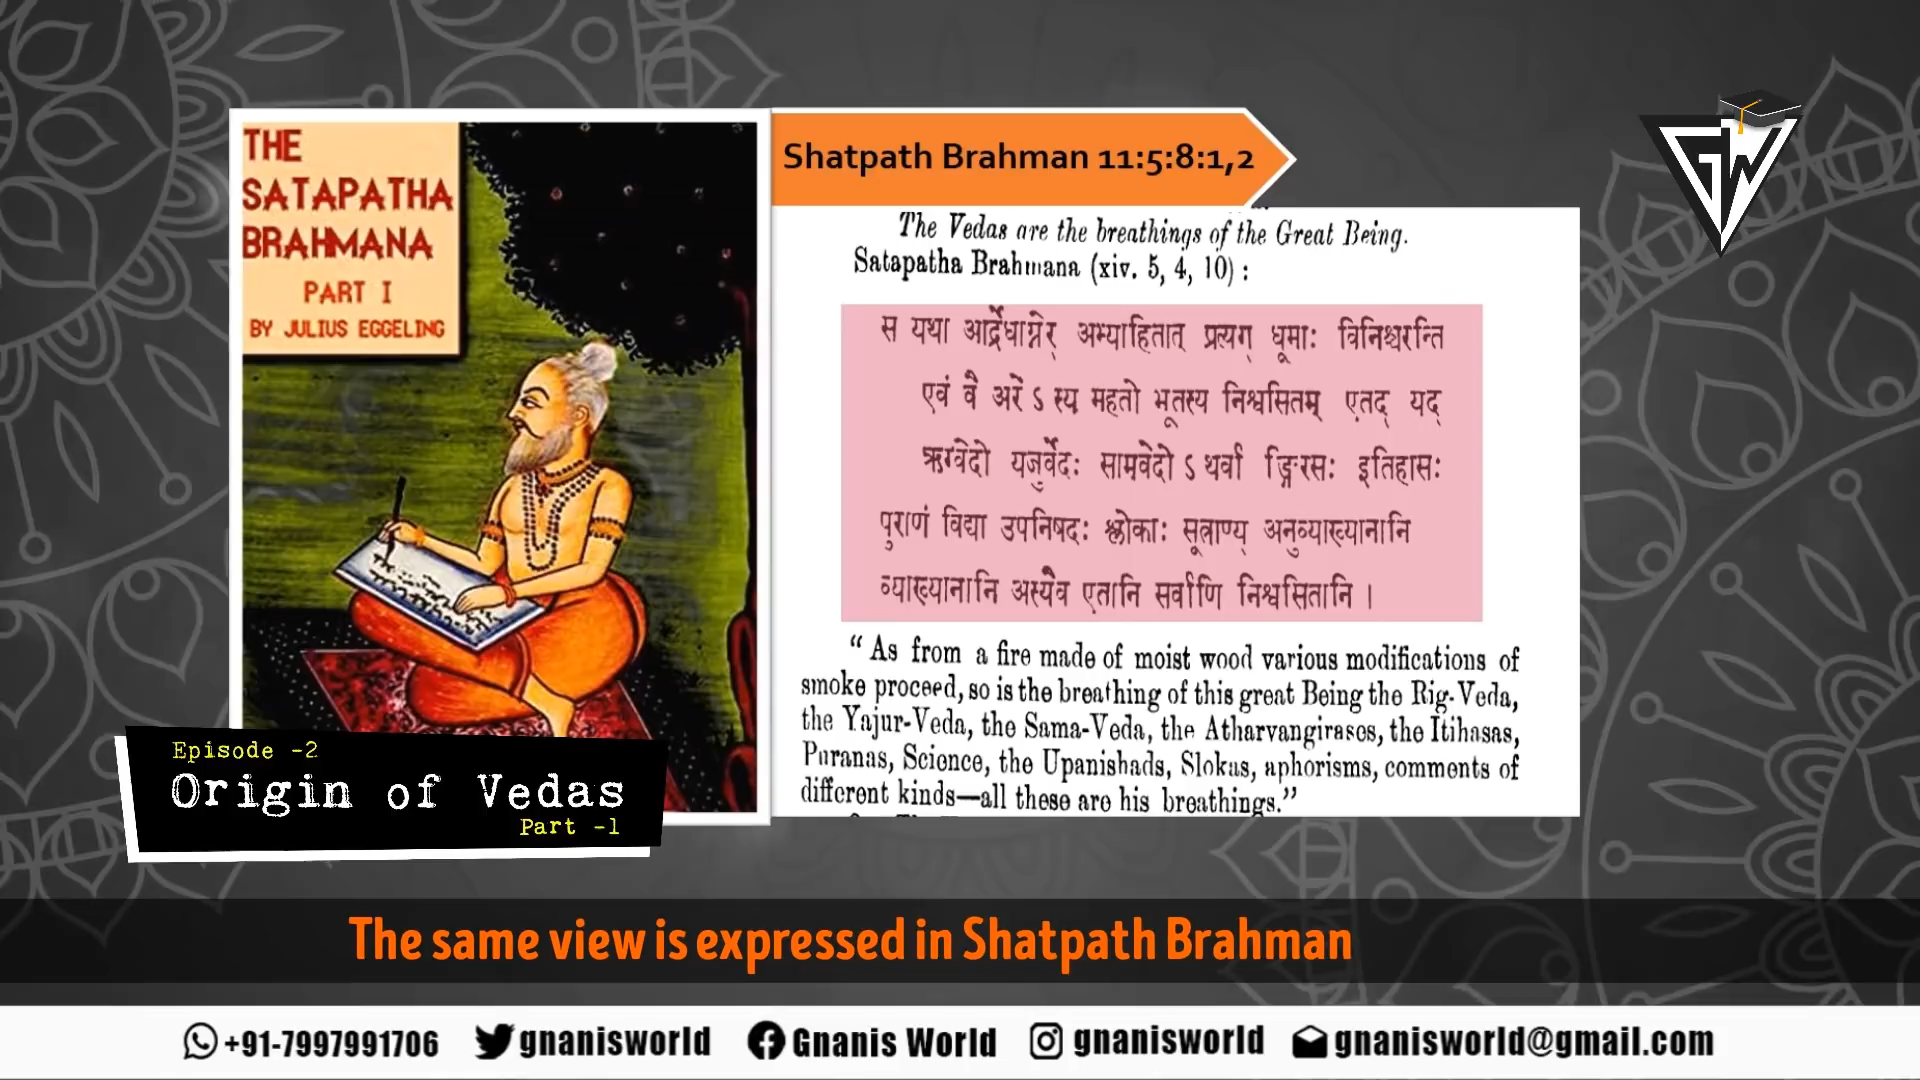 THE
SATAPATHA
BRAHMANA
PART I
BY JULIUS EGGELING
Shatpath Brahman 11:5:8:1,2
GW
The Vedas are the breathings of the Great Being.
Satapatha Brahmana (xiv. 5, 4, 10) :
स यथा आर्द्रेधाग्नेर् अभ्याहितात् प्रत्यग् धूमाः विनिश्चरन्ति
एवं वै अरे ऽ स्य महतो भूतस्य निश्वसितम् एतद् यद्
ऋग्वेदो यजुर्वेदः सामवेदो ऽ थर्वा ङ्गिरसः इतिहासः
पुराणं विद्या उपनिषदः श्लोकाः सूत्राण्य् अनुव्याख्यानानि
व्याख्यानानि अस्यैव एतानि सर्वाणि निश्वसितानि ।
“ As from a fire made of moist wood various modifications of
smoke proceed, so is the breathing of this great Being the Rig-Veda,
the Yajur-Veda, the Sama-Veda, the Atharvangirases, the Itihasas,
Puranas, Science, the Upanishads, Slokas, aphorisms, comments of
different kinds—all these are his breathings.”
Episode -2
Origin of Vedas
Part -1
The same view is expressed in Shatpath Brahman
+91-7997991706 gnanisworld Gnanis World gnanisworld gnanisworld@gmail.com